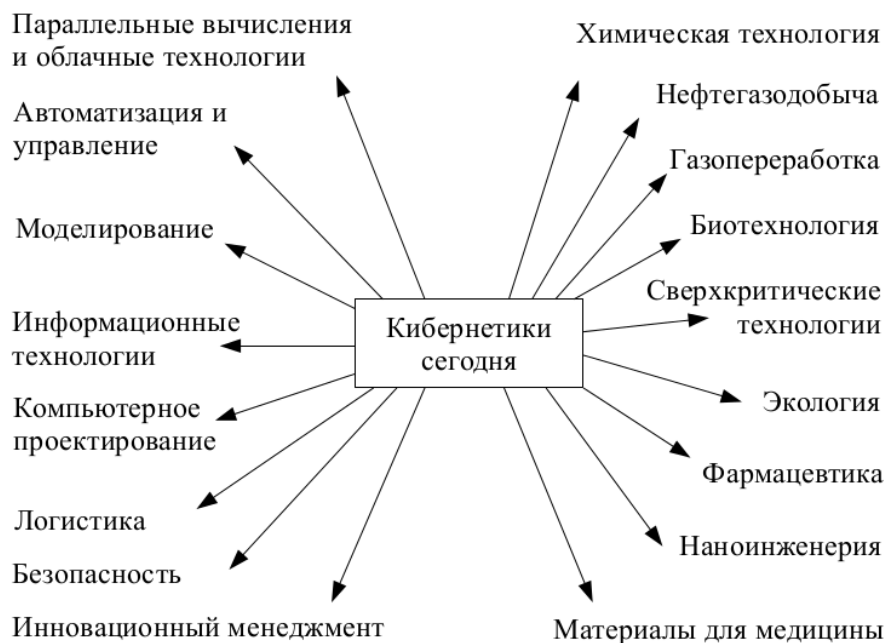 Параллельные вычисления
и облачные технологии
Автоматизация и
управление
Моделирование
Информационные
технологии
Компьютерное
проектирование
Логистика
Безопасность
Инновационный менеджмент
Кибернетики
сегодня
Химическая технология
Нефтегазодобыча
Газопереработка
Биотехнология
Сверхкритические
технологии
Экология
Фармацевтика
Наноинженерия
Материалы для медицины